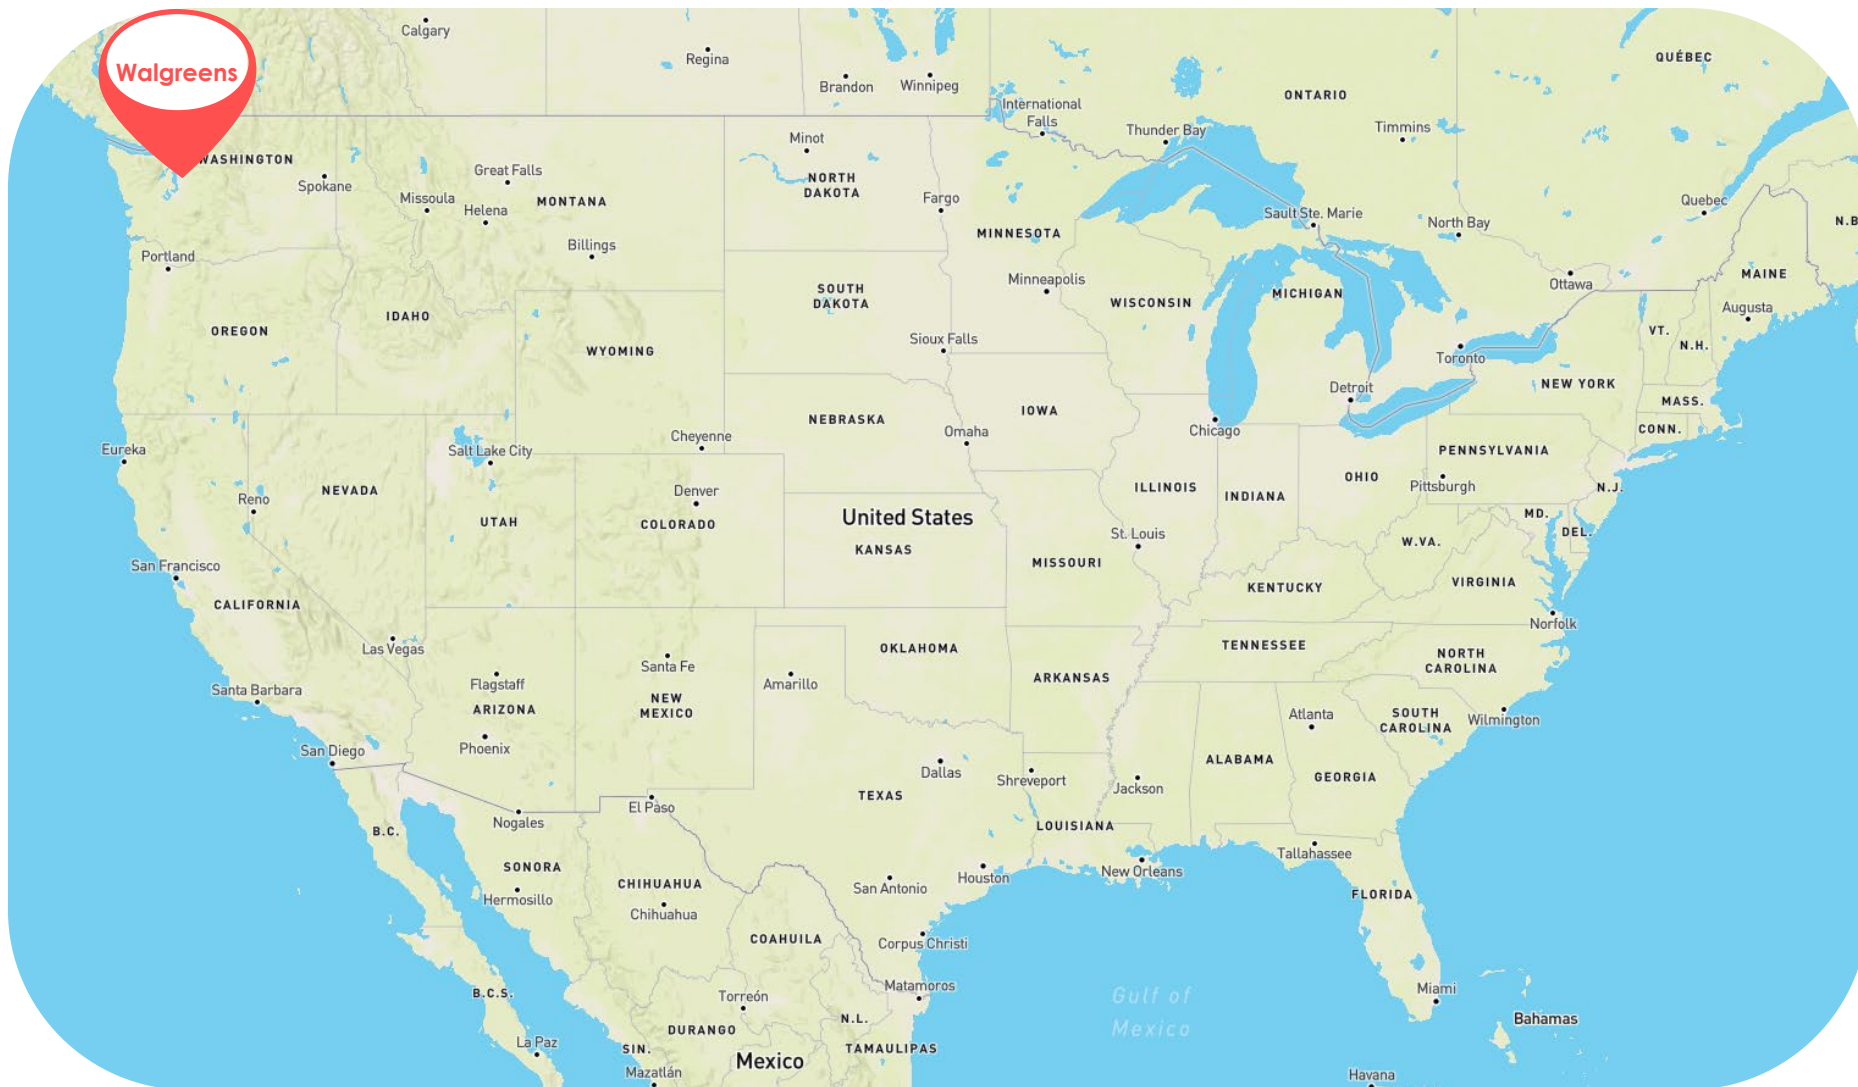 Walgreens
Calgary
Regina
Brandon
Winnipeg
International
Falls
Thunder Bay
ONTARIO
Timmins
QUÉBEC
Quebec
N.B
WASHINGTON
Spokane
Great Falls
Missoula
Helena
MONTANA
Billings
Minot
NORTH
DAKOTA
Fargo
MINNESOTA
Minneapolis
Sault Ste. Marie
North Bay
Ottawa
MAINE
Augusta
Portland
OREGON
IDAHO
WYOMING
SOUTH
DAKOTA
Sioux Falls
WISCONSIN
MICHIGAN
Toronto
Detroit
VT.
N.H.
NEW YORK
MASS.
CONN.
Eureka
Reno
NEVADA
Salt Lake City
UTAH
Cheyenne
Denver
COLORADO
NEBRASKA
Omaha
IOWA
Chicago
ILLINOIS
INDIANA
OHIO
PENNSYLVANIA
Pittsburgh
N.J.
MD.
DEL.
United States
KANSAS
St. Louis
MISSOURI
W.VA.
VIRGINIA
KENTUCKY
Norfolk
San Francisco
CALIFORNIA
Las Vegas
Santa Barbara
San Diego
Flagstaff
ARIZONA
Phoenix
Santa Fe
NEW
MEXICO
Amarillo
OKLAHOMA
ARKANSAS
TENNESSEE
NORTH
CAROLINA
SOUTH
CAROLINA
Wilmington
Atlanta
GEORGIA
ALABAMA
Jackson
Shreveport
Dallas
TEXAS
El Paso
Nogales
B.C.
SONORA
Hermosillo
CHIHUAHUA
Chihuahua
LOUISIANA
New Orleans
Tallahassee
FLORIDA
Houston
San Antonio
Corpus Christi
COAHUILA
Matamoros
Torreón
N.L.
DURANGO
B.C.S.
La Paz
SIN.
Mazatlán
Mexico
TAMAULIPAS
Gulf of
Mexico
Miami
Bahamas
Havana